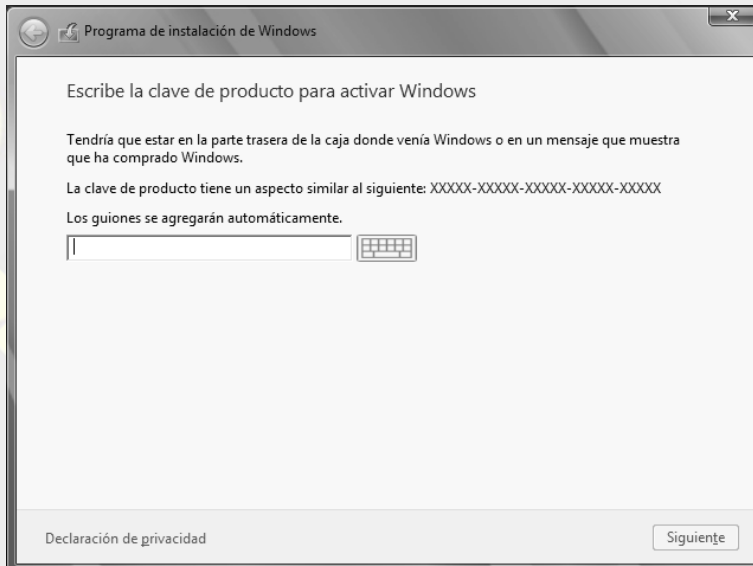 Programa de instalación de Windows
Escribe la clave de producto para activar Windows
Tendría que estar en la parte trasera de la caja donde venía Windows o en un mensaje que muestra
que ha comprado Windows.
La clave de producto tiene un aspecto similar al siguiente: XXXXX-XXXXX-XXXXX-XXXXX-XXXXX
Los guiones se agregarán automáticamente.
Declaración de privacidad
Siguiente